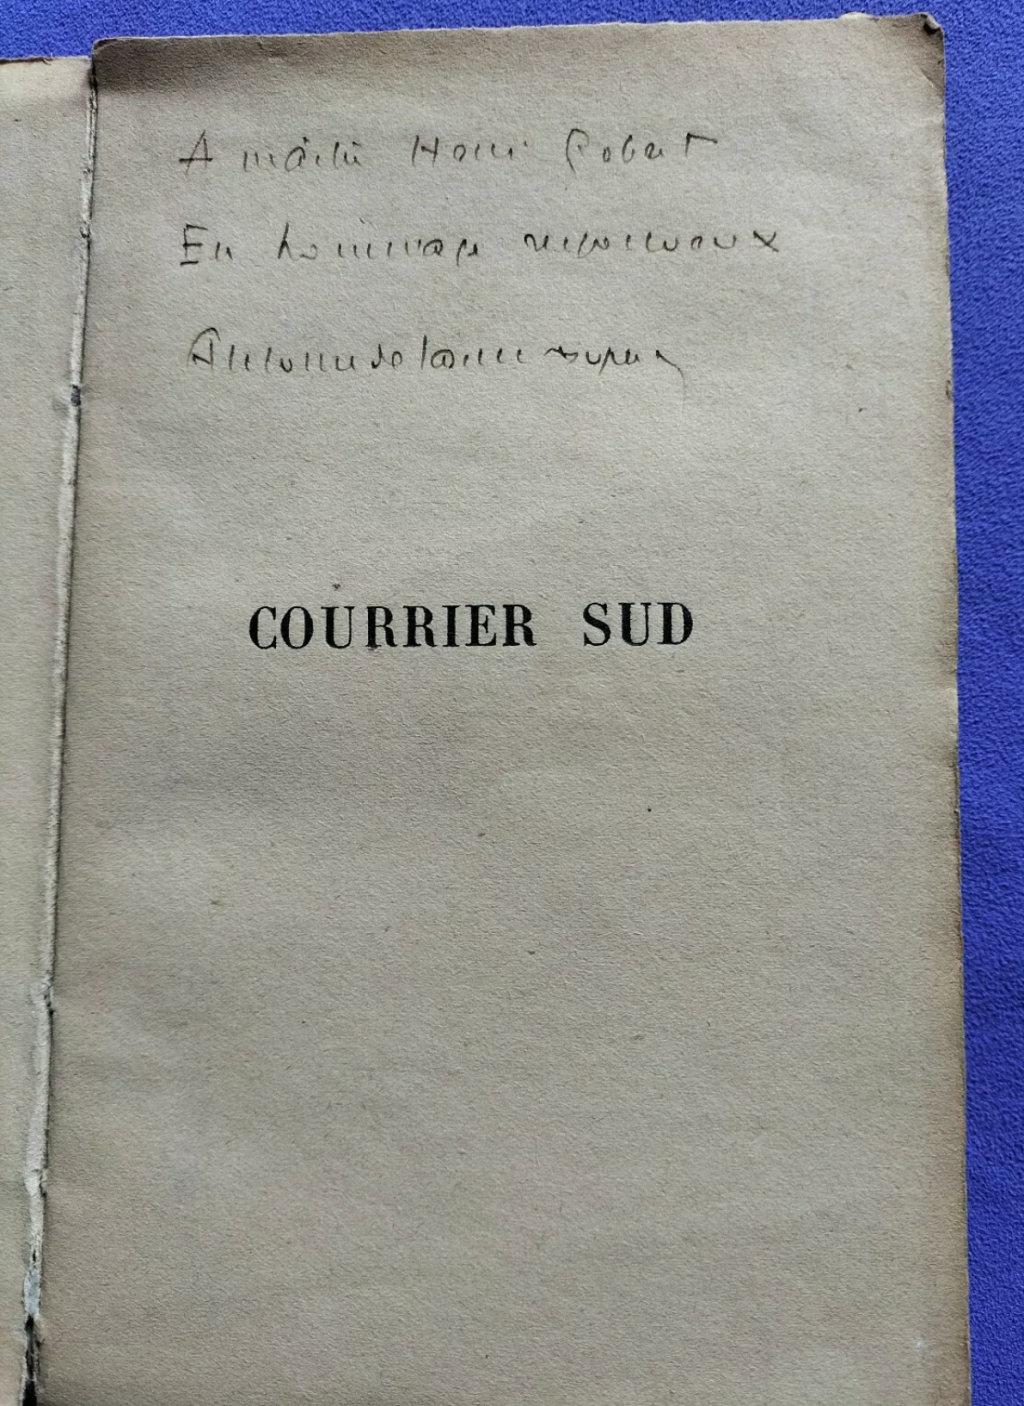 A maître Henri Robert
En hommage respectueux
Antoine de Saint Exupéry
COURRIER SUD